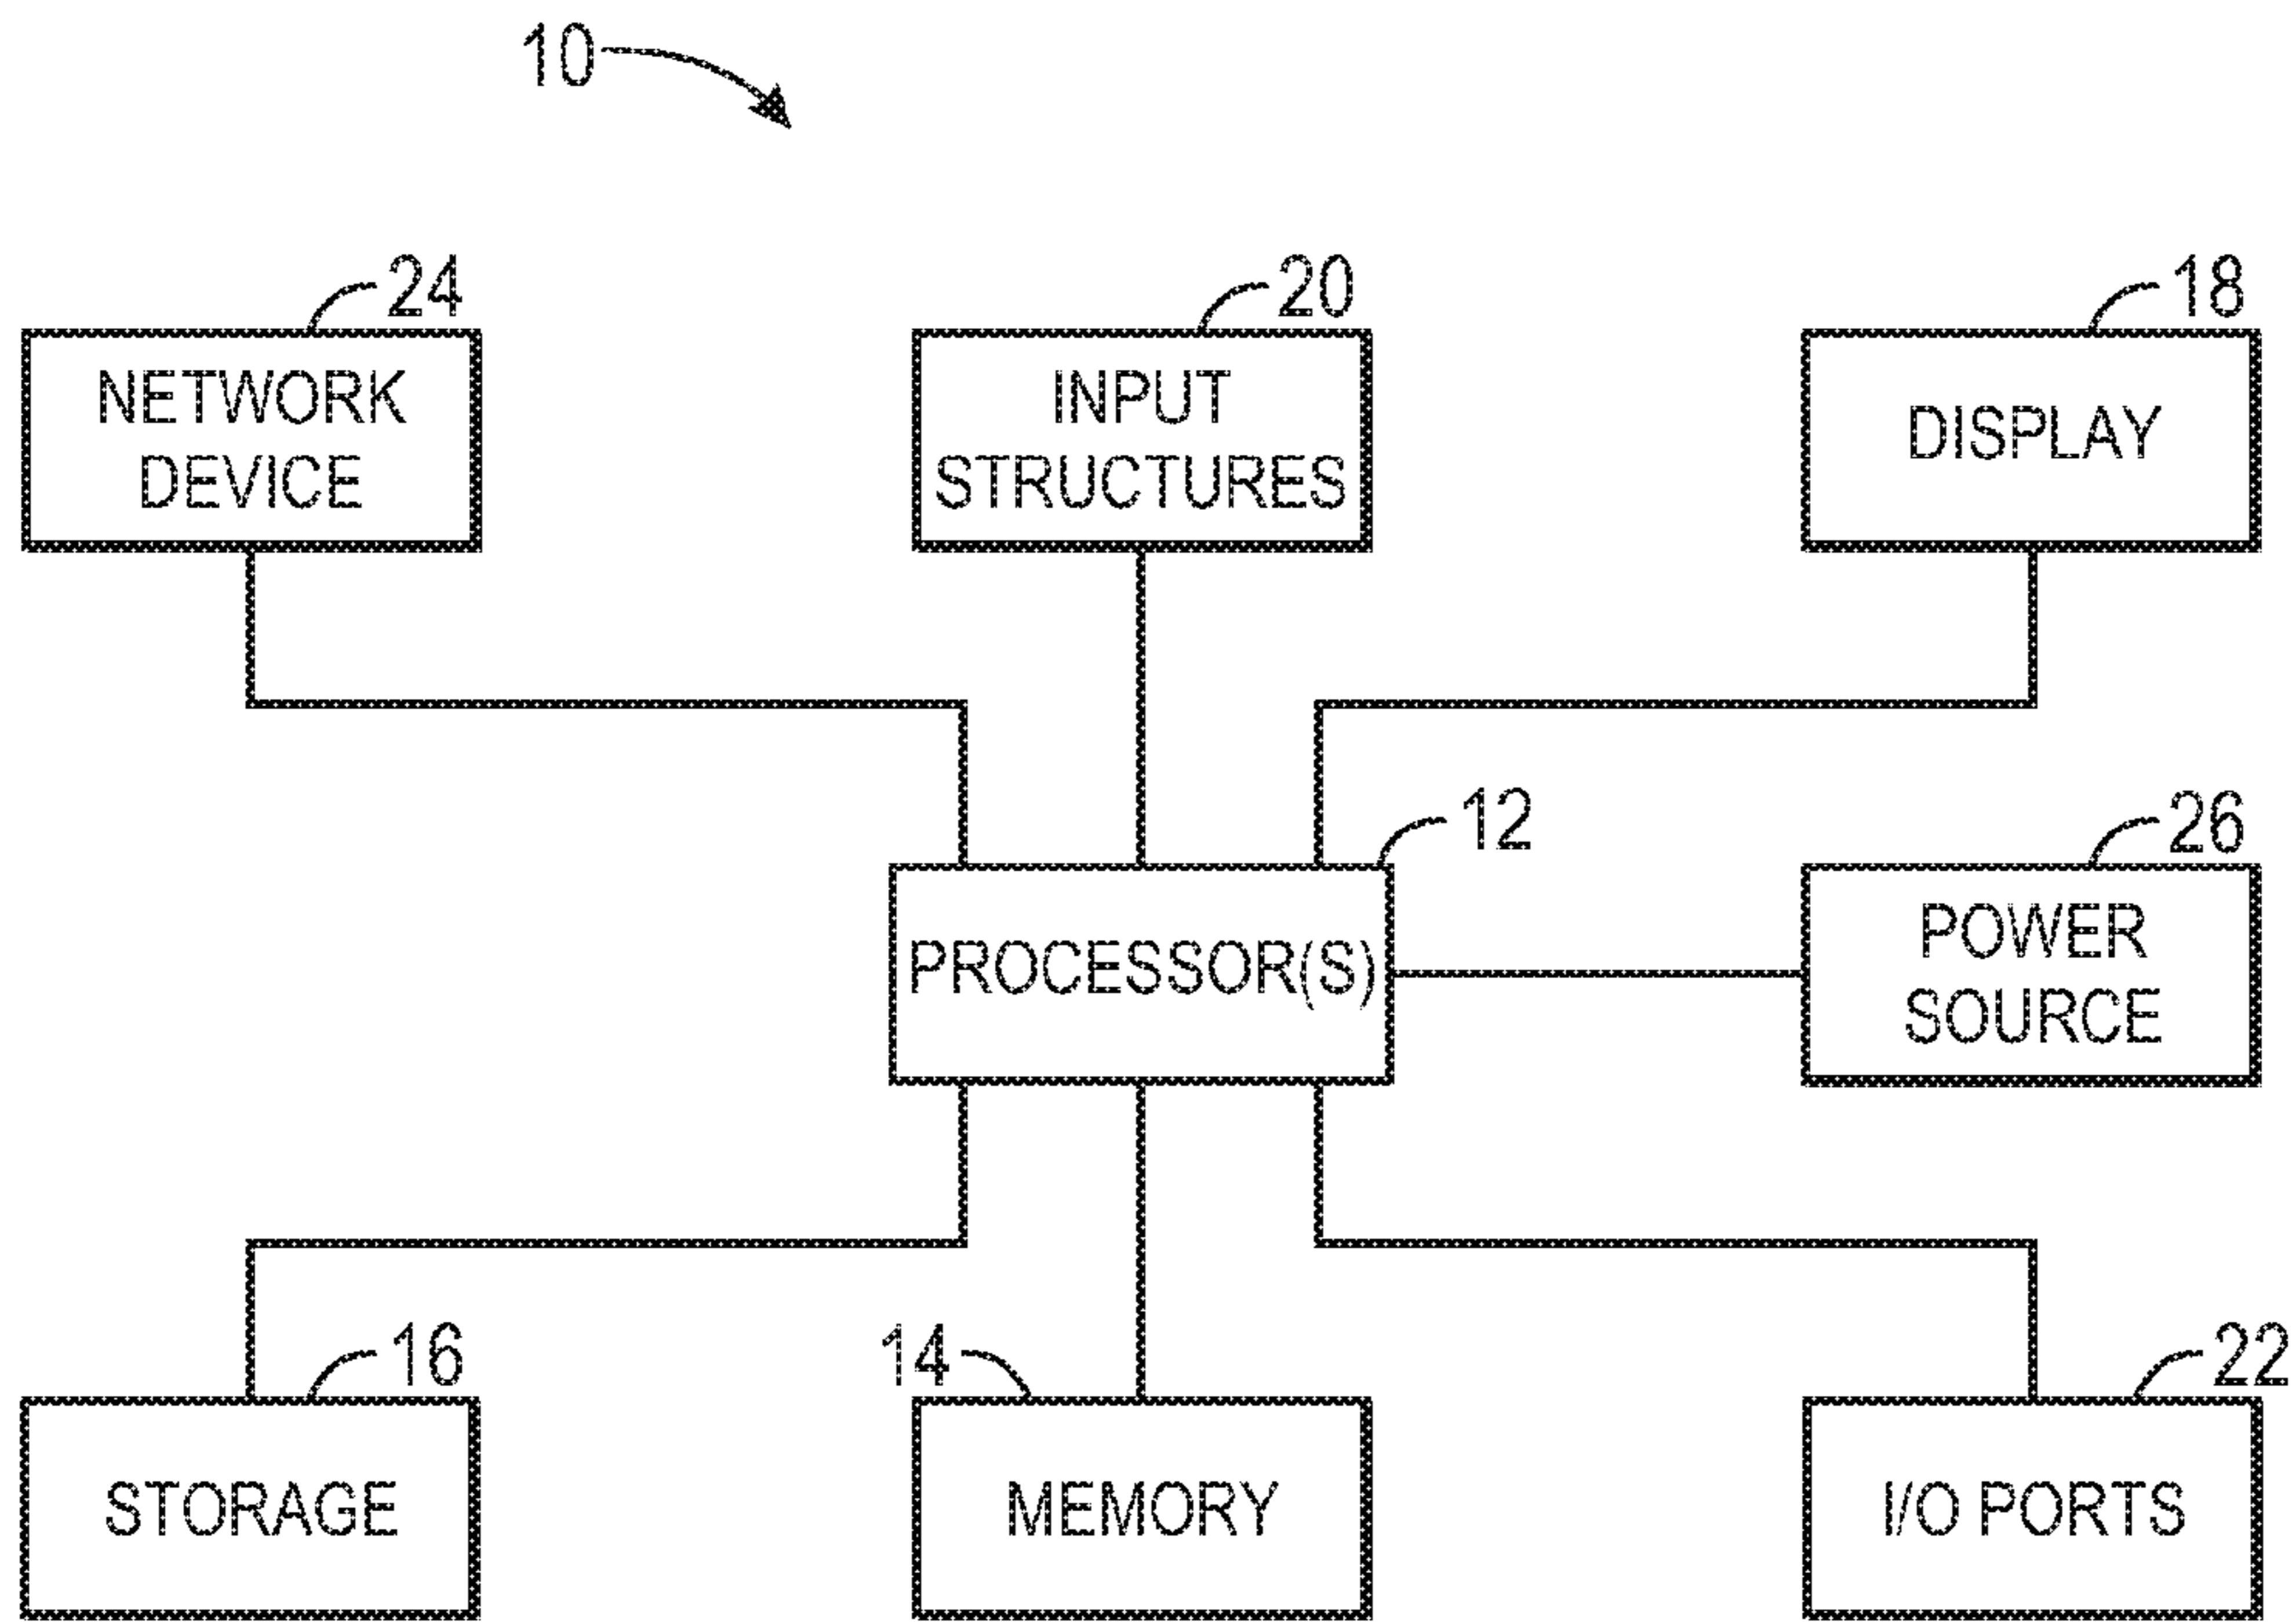 10
24
20
18
NETWORK
DEVICE
INPUT
STRUCTURES
DISPLAY
12
26
PROCESSOR(S)
POWER
SOURCE
16
14
22
STORAGE
MEMORY
I/O PORTS